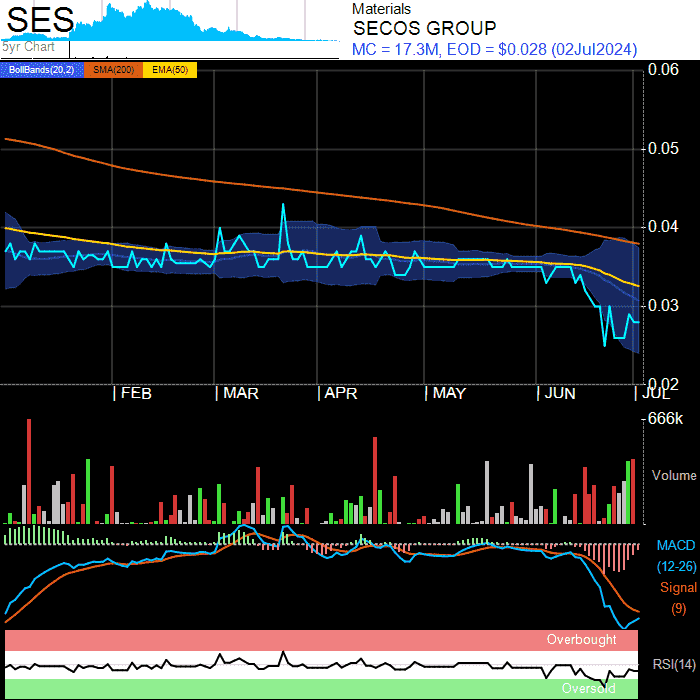 SES
5yr Chart
Materials
SECOS GROUP
MC = 17.3M, EOD = $0.028 (02Jul2024)
BollBands(20,2) SMA(200) EMA(50)
0.06
0.05
0.04
0.03
0.02
FEB MAR APR MAY JUN JUL
666k
Volume
MACD
(12-26)
Signal
(9)
Overbought
RSI(14)
Oversold